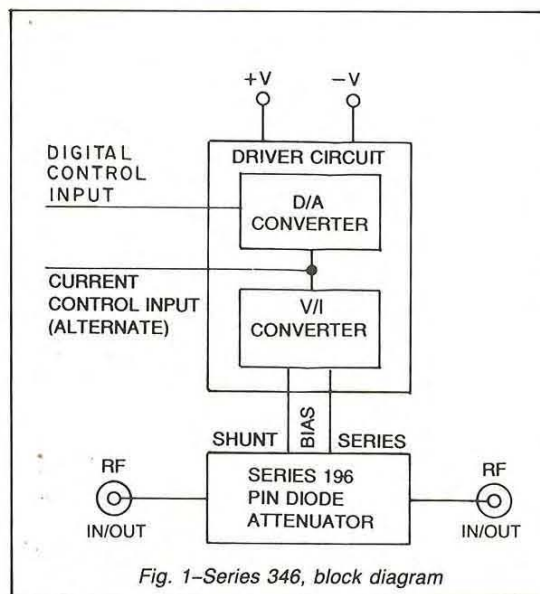 +V
−V
DRIVER CIRCUIT
DIGITAL
CONTROL
INPUT
D/A
CONVERTER
CURRENT
CONTROL INPUT
(ALTERNATE)
V/I
CONVERTER
SHUNT
BIAS
SERIES
RF
IN/OUT
SERIES 196
PIN DIODE
ATTENUATOR
RF
IN/OUT
Fig. 1–Series 346, block diagram